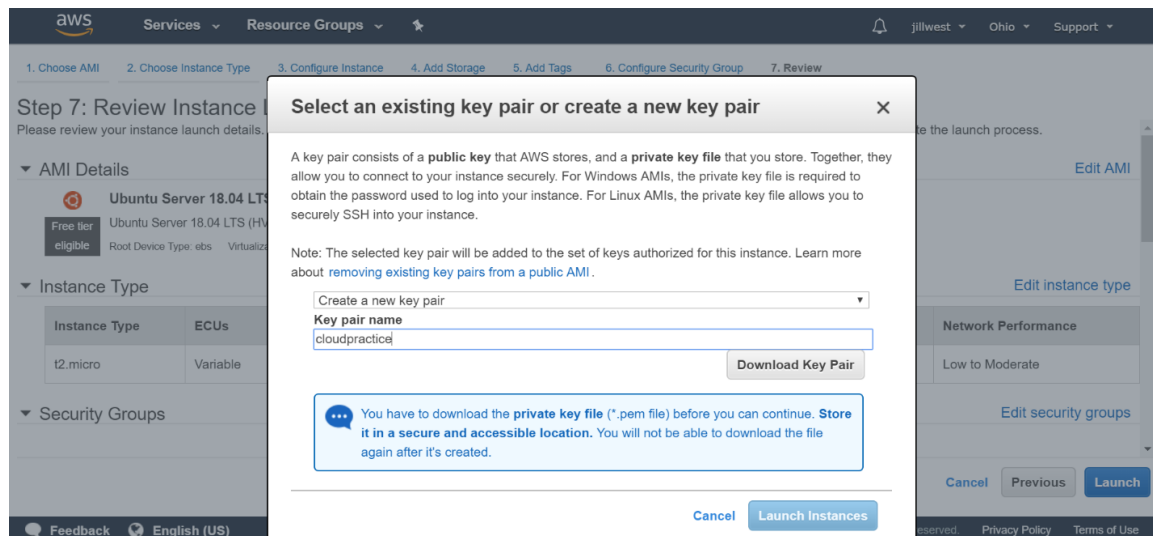 aws Services Resource Groups jillwest Ohio Support
1. Choose AMI 2. Choose Instance Type 3. Configure Instance 4. Add Storage 5. Add Tags 6. Configure Security Group 7. Review
Step 7: Review Instance
Please review your instance launch details. te the launch process.
AMI Details Edit AMI
Ubuntu Server 18.04 LTS
Free tier eligible
Ubuntu Server 18.04 LTS (HV
Root Device Type: ebs Virtualiza
Instance Type Edit instance type
Instance Type ECUs Network Performance
t2.micro Variable Low to Moderate
Security Groups Edit security groups
Cancel Previous Launch
Feedback English (US) eserved. Privacy Policy Terms of Use
Select an existing key pair or create a new key pair ×
A key pair consists of a public key that AWS stores, and a private key file that you store. Together, they
allow you to connect to your instance securely. For Windows AMIs, the private key file is required to
obtain the password used to log into your instance. For Linux AMIs, the private key file allows you to
securely SSH into your instance.
Note: The selected key pair will be added to the set of keys authorized for this instance. Learn more
about removing existing key pairs from a public AMI.
Create a new key pair
Key pair name
cloudpractice
Download Key Pair
You have to download the private key file (*.pem file) before you can continue. Store
it in a secure and accessible location. You will not be able to download the file
again after it's created.
Cancel Launch Instances